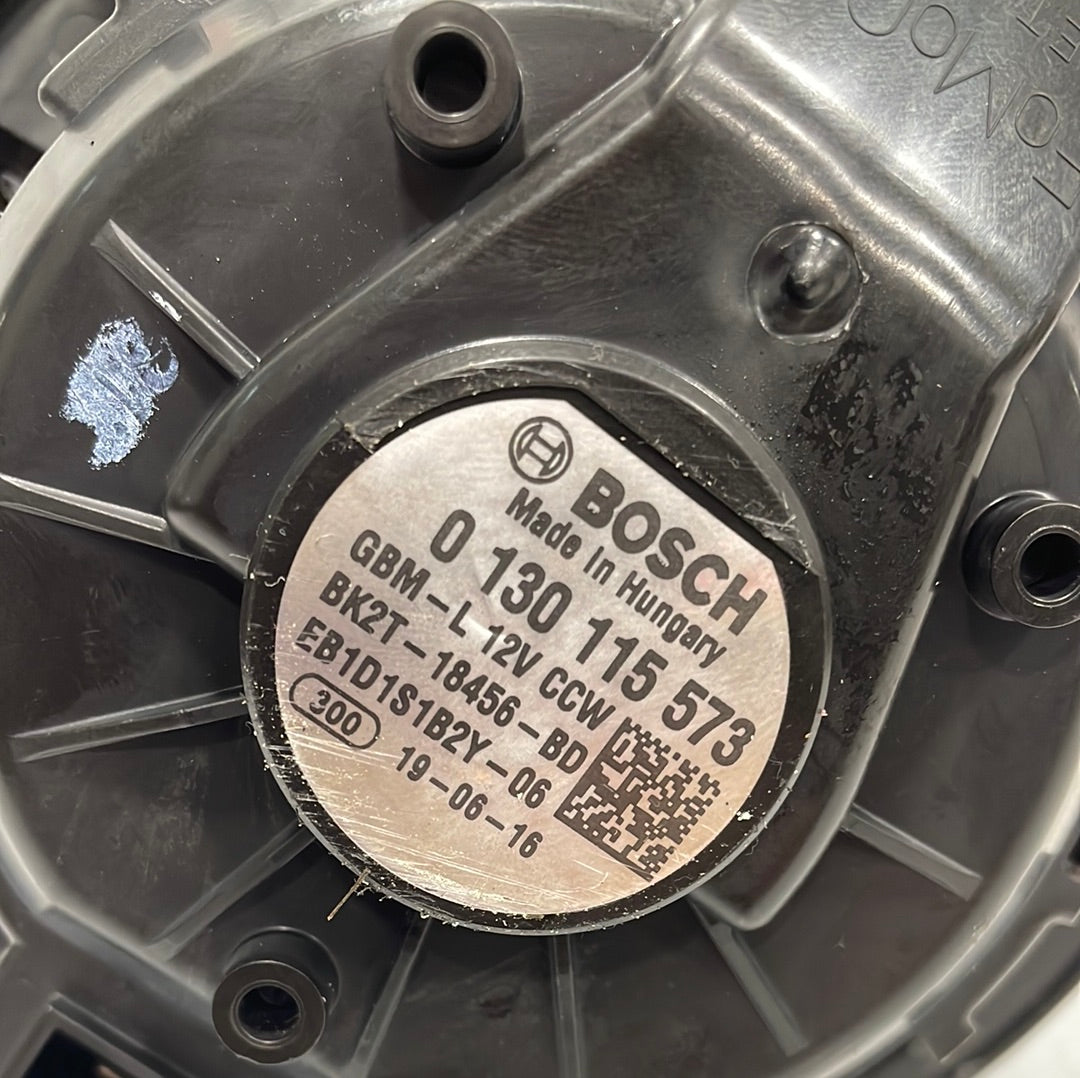 BOSCH
Made in Hungary
0 130 115 573
GBM-L 12V CCW
BK2T-18456-BD
EB1D1S1B2Y-06
300 19-06-16